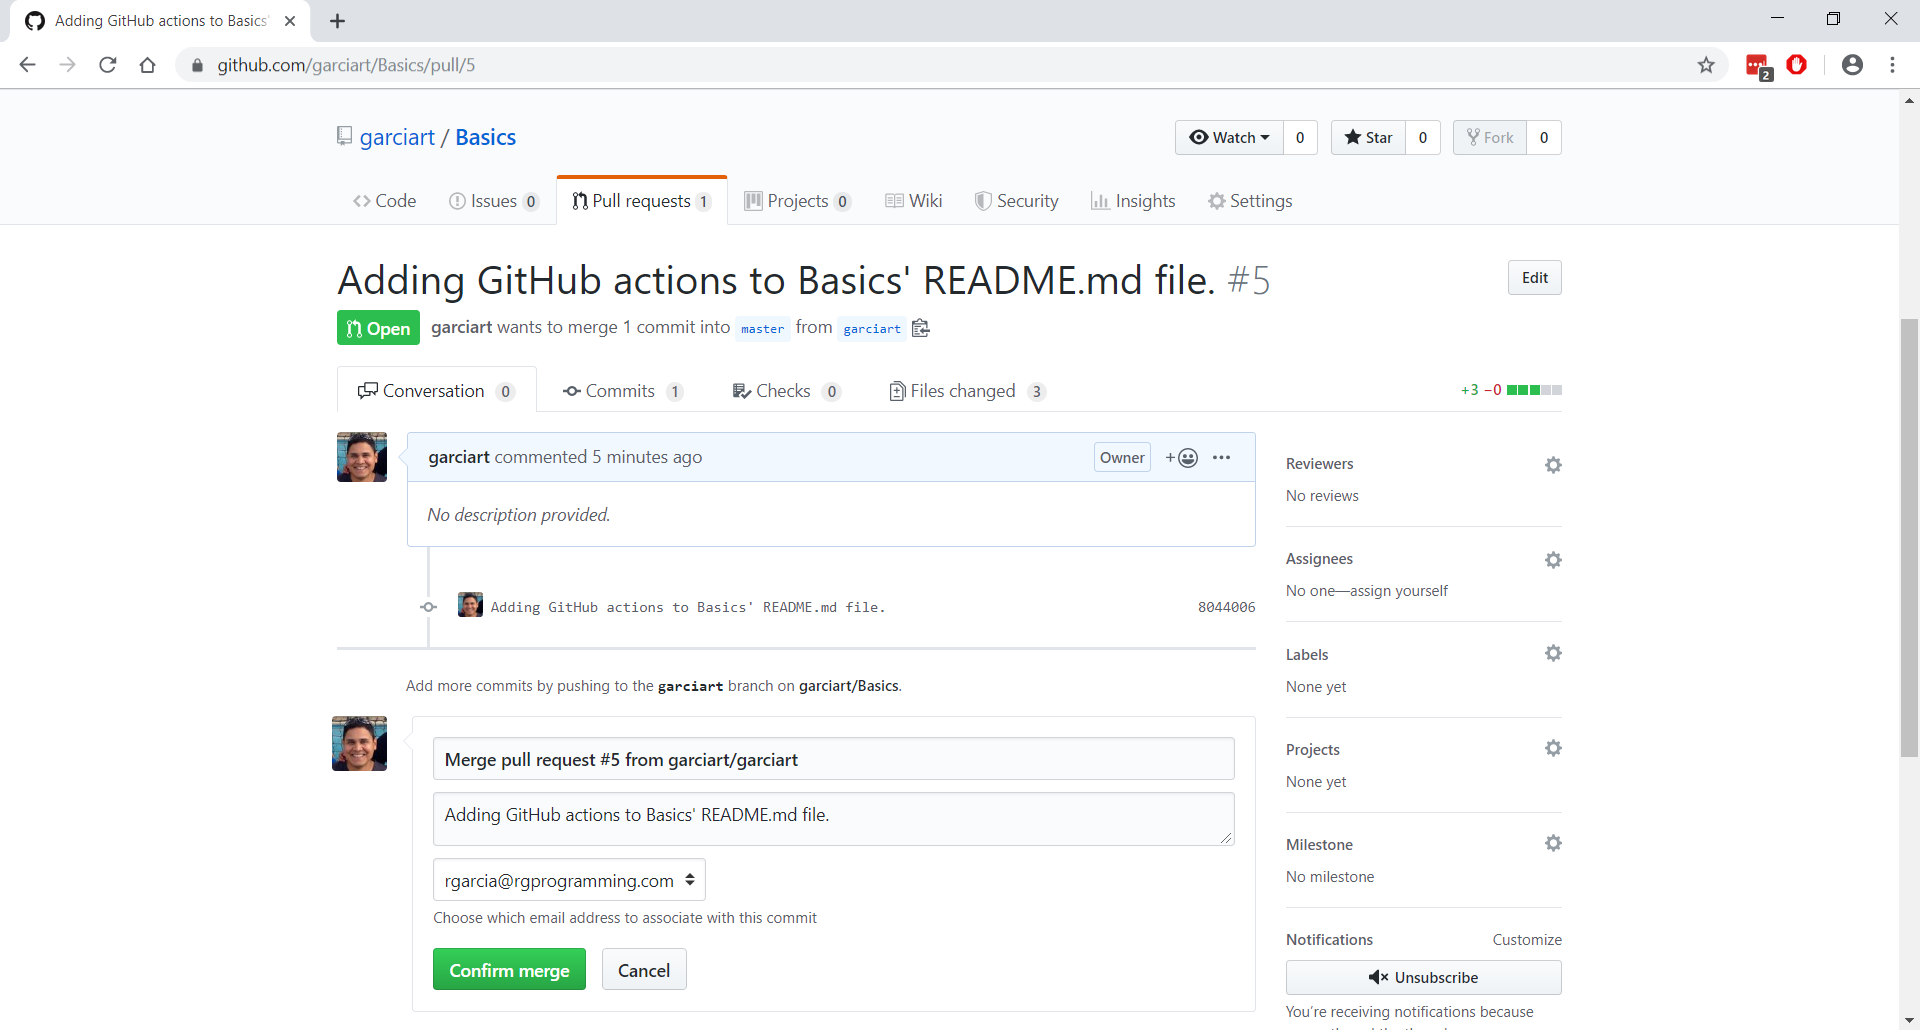 Adding GitHub actions to Basics'
github.com/garciart/Basics/pull/5
2
garciart / Basics
Watch 0 Star 0 Fork 0
Code Issues 0 Pull requests 1 Projects 0 Wiki Security Insights Settings
Adding GitHub actions to Basics' README.md file. #5
Edit
Open garciart wants to merge 1 commit into master from garciart
Conversation 0 Commits 1 Checks 0 Files changed 3 +3 −0
garciart commented 5 minutes ago Owner
No description provided.
Adding GitHub actions to Basics' README.md file. 8044006
Add more commits by pushing to the garciart branch on garciart/Basics.
Merge pull request #5 from garciart/garciart
Adding GitHub actions to Basics' README.md file.
rgarcia@rgprogramming.com
Choose which email address to associate with this commit
Confirm merge Cancel
Reviewers
No reviews
Assignees
No one—assign yourself
Labels
None yet
Projects
None yet
Milestone
No milestone
Notifications Customize
Unsubscribe
You're receiving notifications because